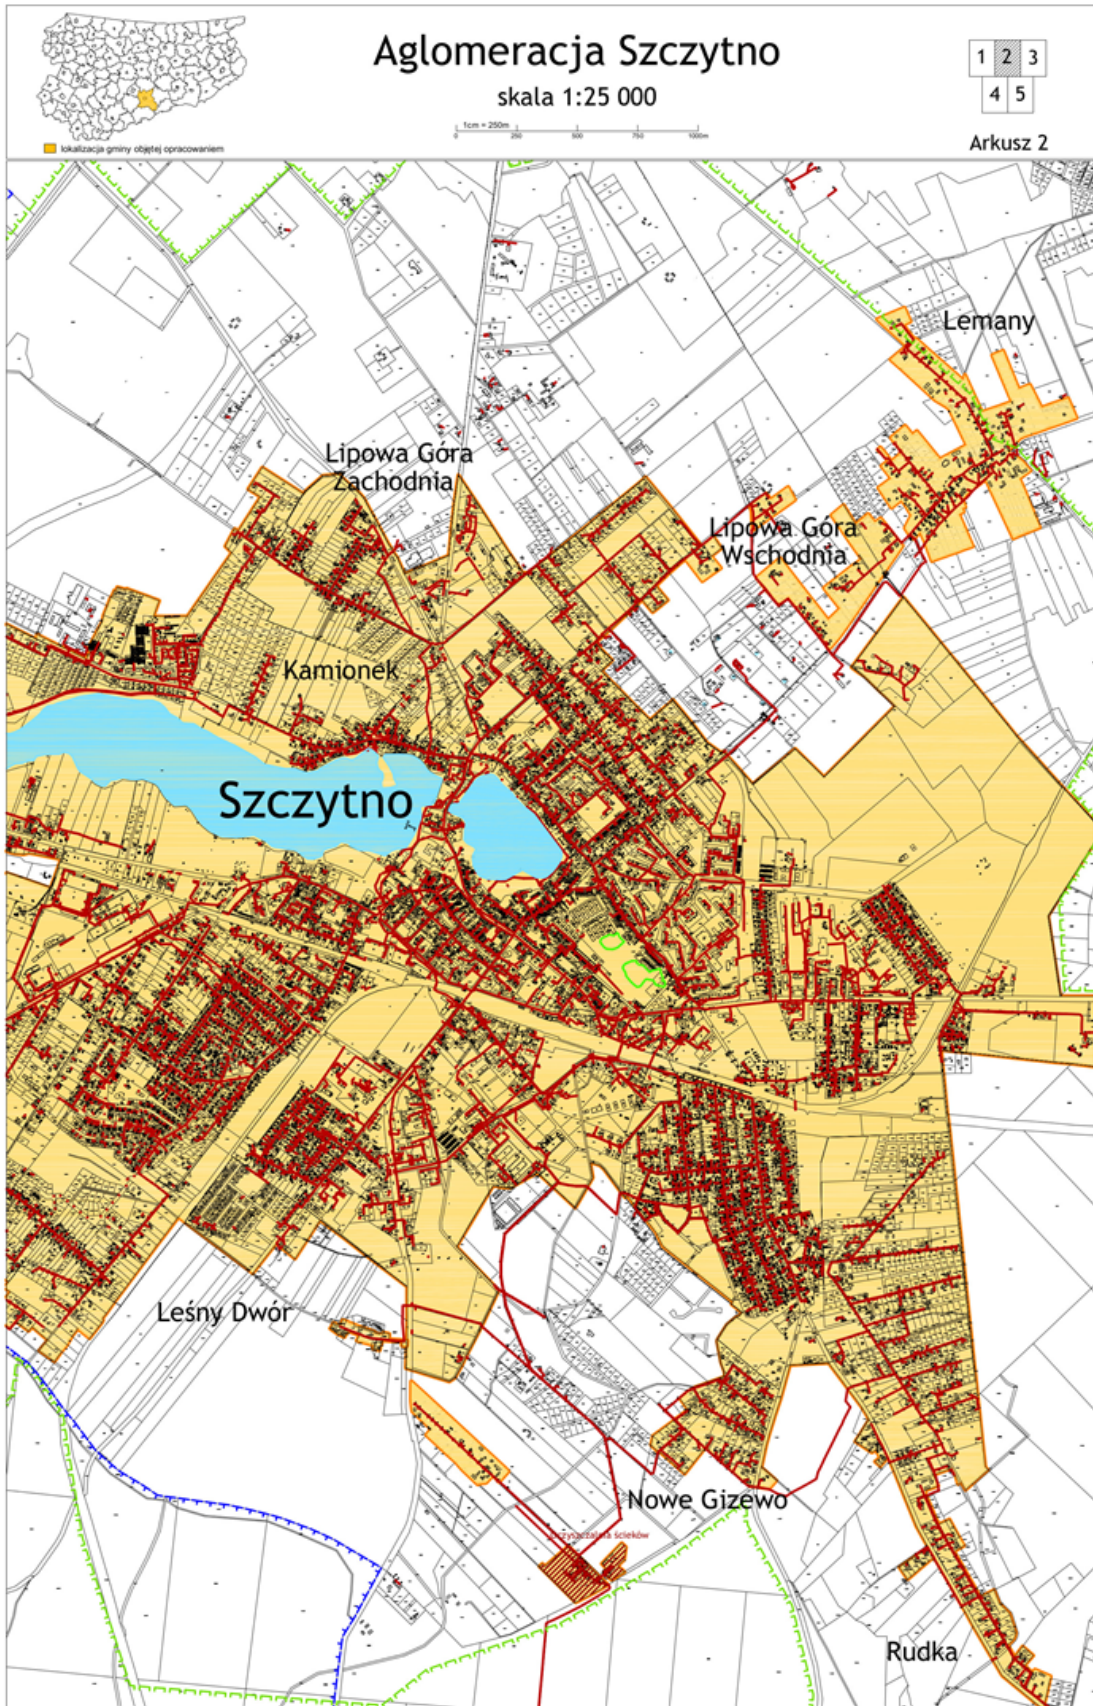 Aglomeracja Szczytno
skala 1:25 000
1cm = 250m
0 250 500 750 1000m
1 2 3
4 5
Arkusz 2
lokalizacja gminy objętej opracowaniem
Lemany
Lipowa Góra
Zachodnia
Lipowa Góra
Wschodnia
Kamionek
Szczytno
Leśny Dwór
Nowe Gizewo
oczyszczalnia ścieków
Rudka